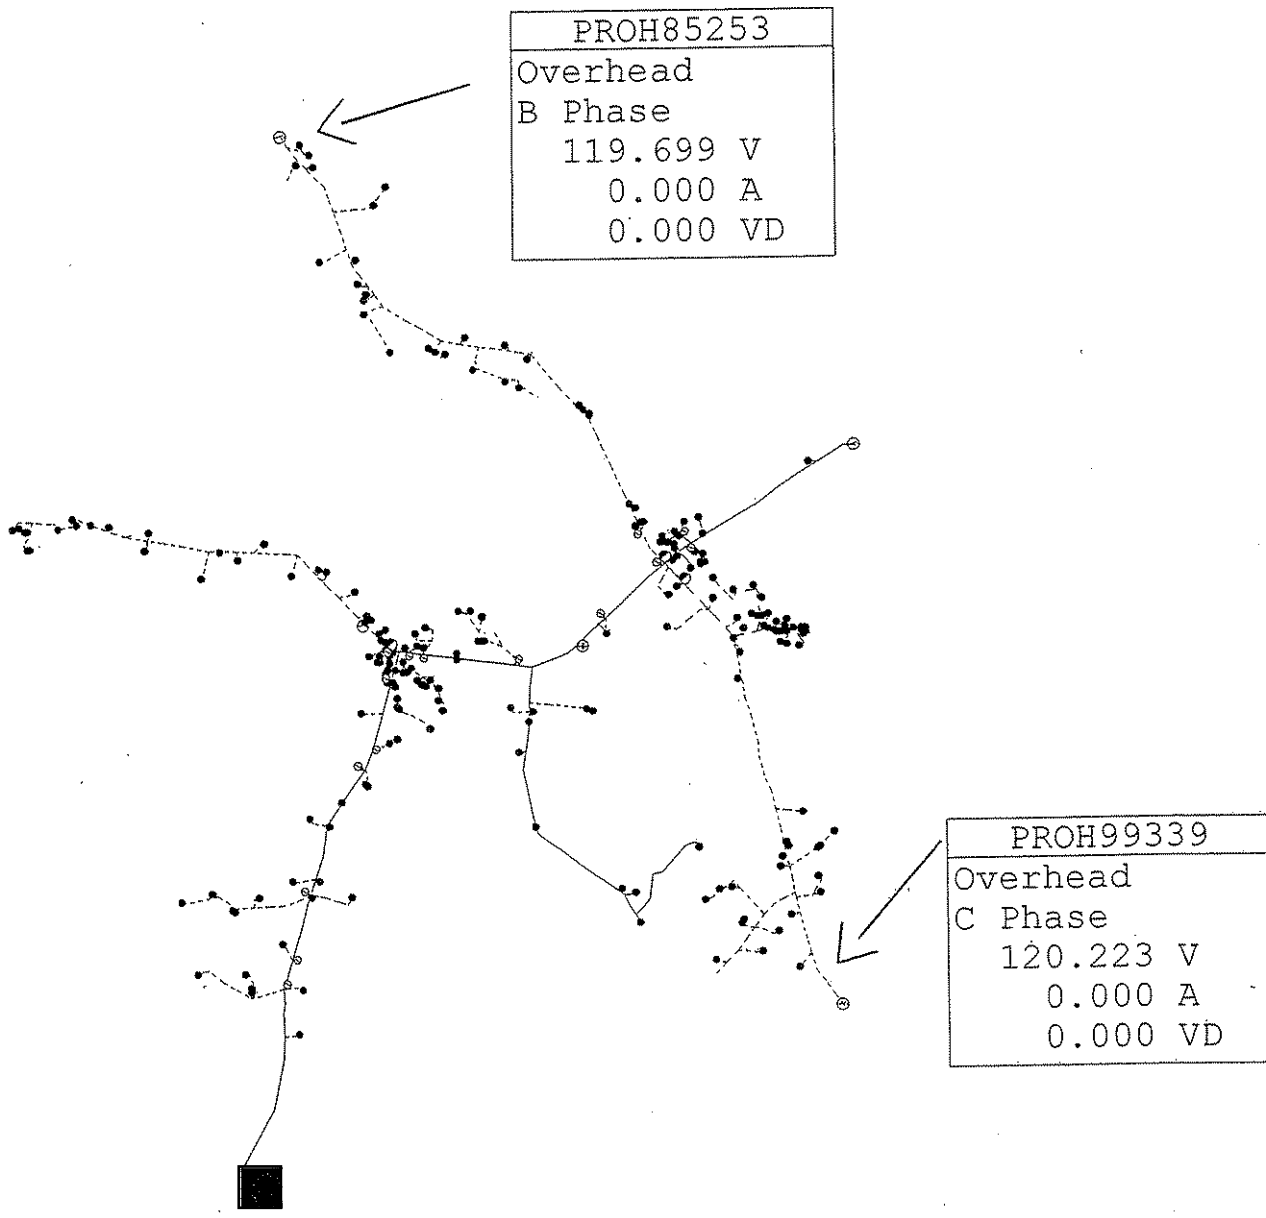 PROH85253
Overhead
B Phase
119.699 V
0.000 A
0.000 VD
PROH99339
Overhead
C Phase
120.223 V
0.000 A
0.000 VD